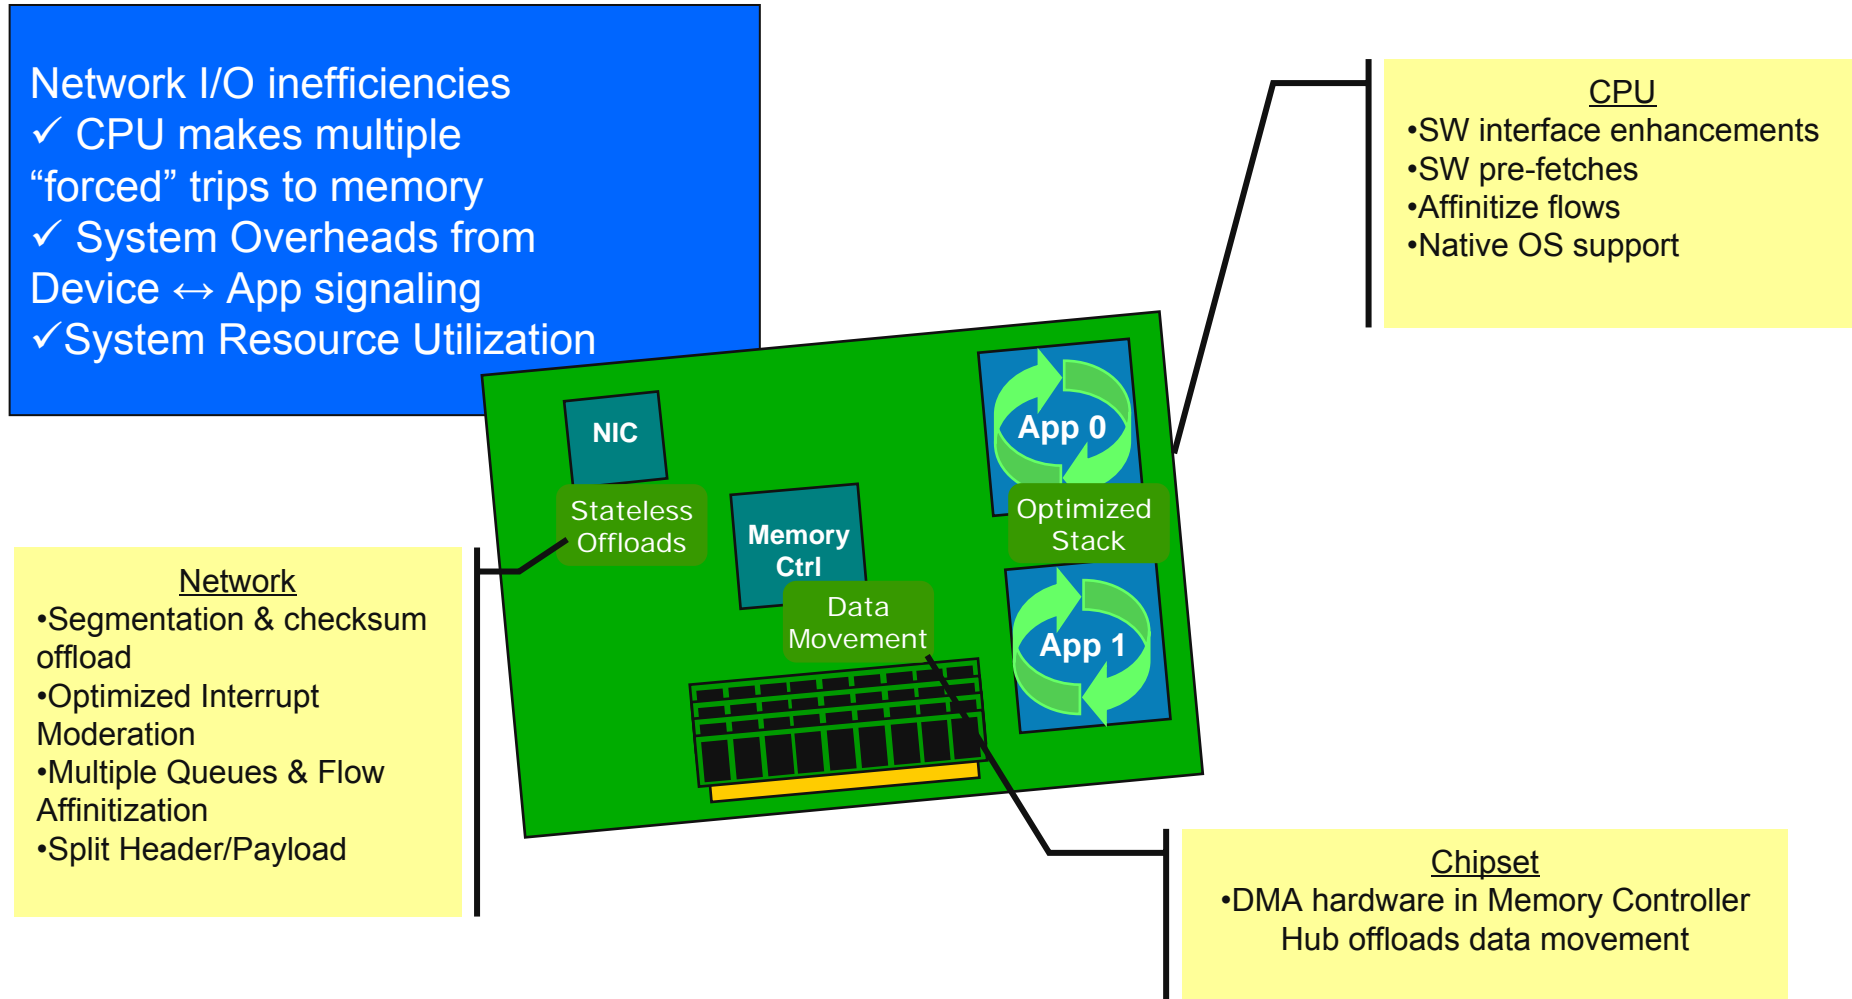 Network I/O inefficiencies
✓ CPU makes multiple
“forced” trips to memory
✓ System Overheads from
Device ↔ App signaling
✓System Resource Utilization
CPU
•SW interface enhancements
•SW pre-fetches
•Affinitize flows
•Native OS support
NIC
Stateless
Offloads
Memory
Ctrl
Data
Movement
App 0
Optimized
Stack
App 1
Network
•Segmentation & checksum
offload
•Optimized Interrupt
Moderation
•Multiple Queues & Flow
Affinitization
•Split Header/Payload
Chipset
•DMA hardware in Memory Controller
Hub offloads data movement